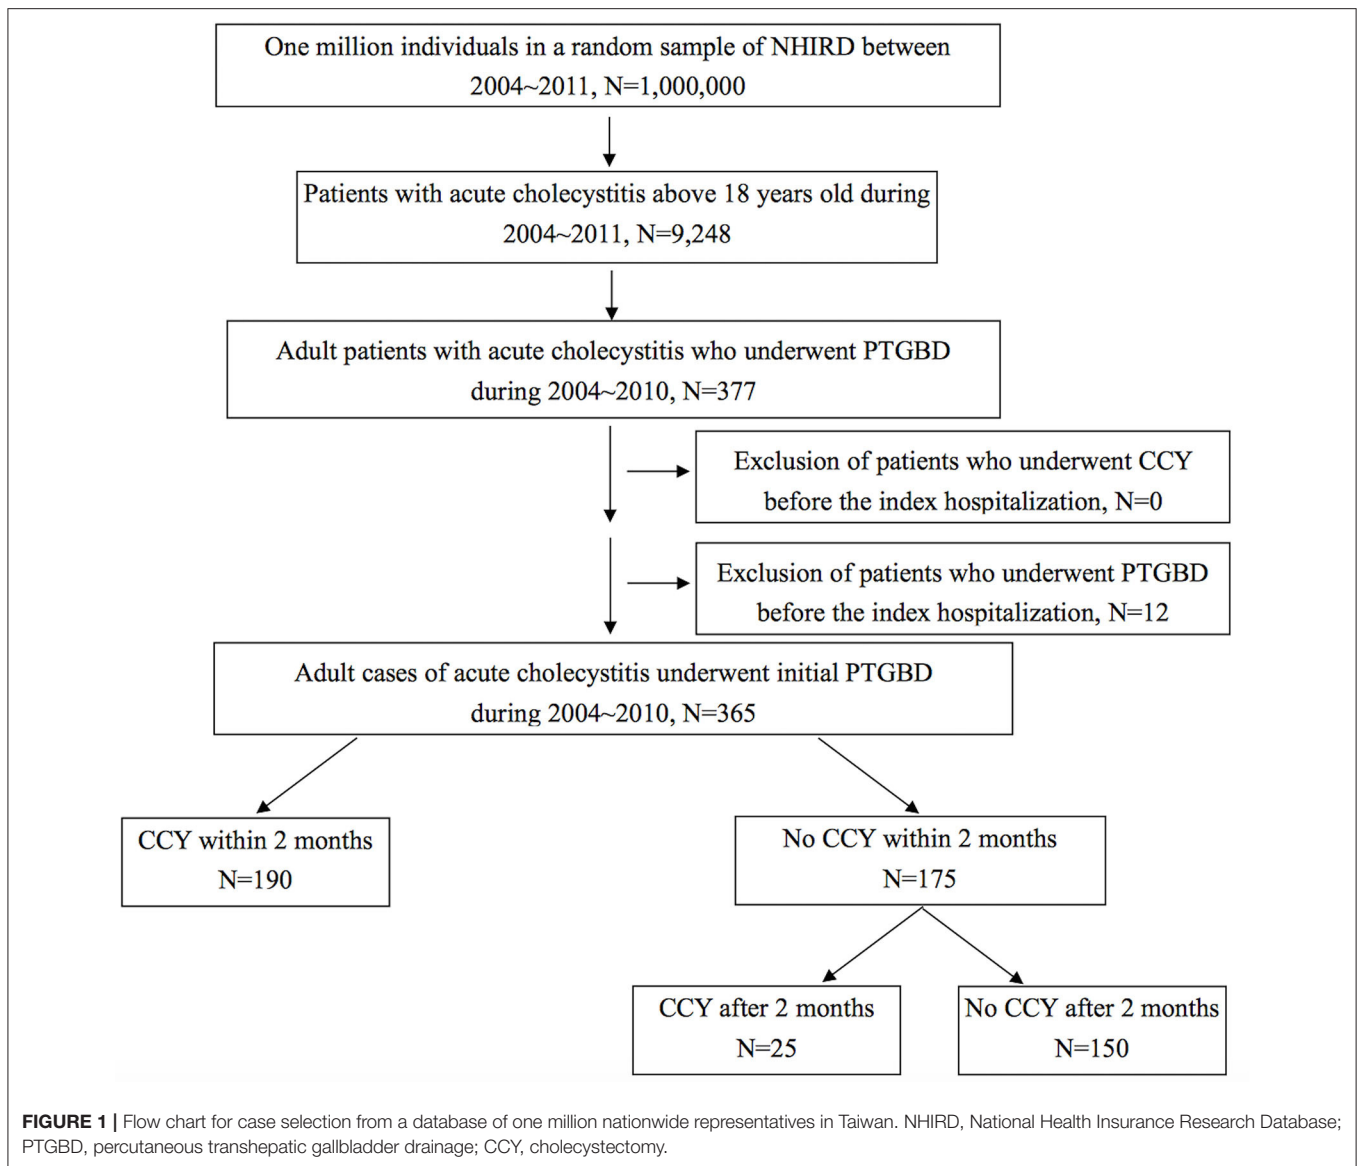 One million individuals in a random sample of NHIRD between
2004~2011, N=1,000,000
Patients with acute cholecystitis above 18 years old during
2004~2011, N=9,248
Adult patients with acute cholecystitis who underwent PTGBD
during 2004~2010, N=377
Exclusion of patients who underwent CCY
before the index hospitalization, N=0
Exclusion of patients who underwent PTGBD
before the index hospitalization, N=12
Adult cases of acute cholecystitis underwent initial PTGBD
during 2004~2010, N=365
CCY within 2 months
N=190
No CCY within 2 months
N=175
CCY after 2 months
N=25
No CCY after 2 months
N=150
FIGURE 1 | Flow chart for case selection from a database of one million nationwide representatives in Taiwan. NHIRD, National Health Insurance Research Database;
PTGBD, percutaneous transhepatic gallbladder drainage; CCY, cholecystectomy.